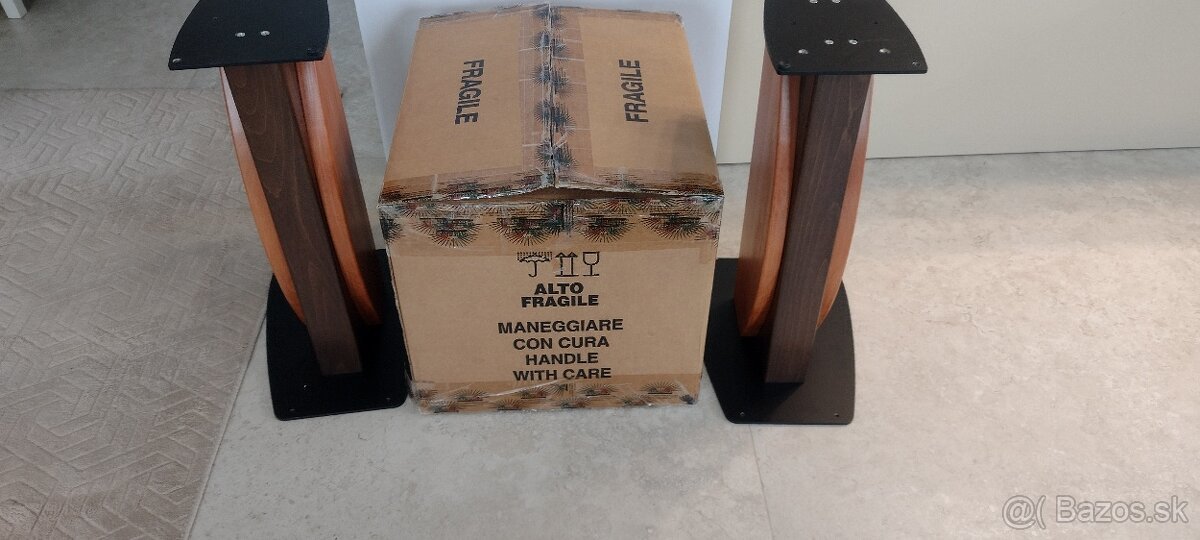 FRAGILE
FRAGILE
ALTO
FRAGILE
MANEGGIARE
CON CURA
HANDLE
WITH CARE
@( Bazos.sk